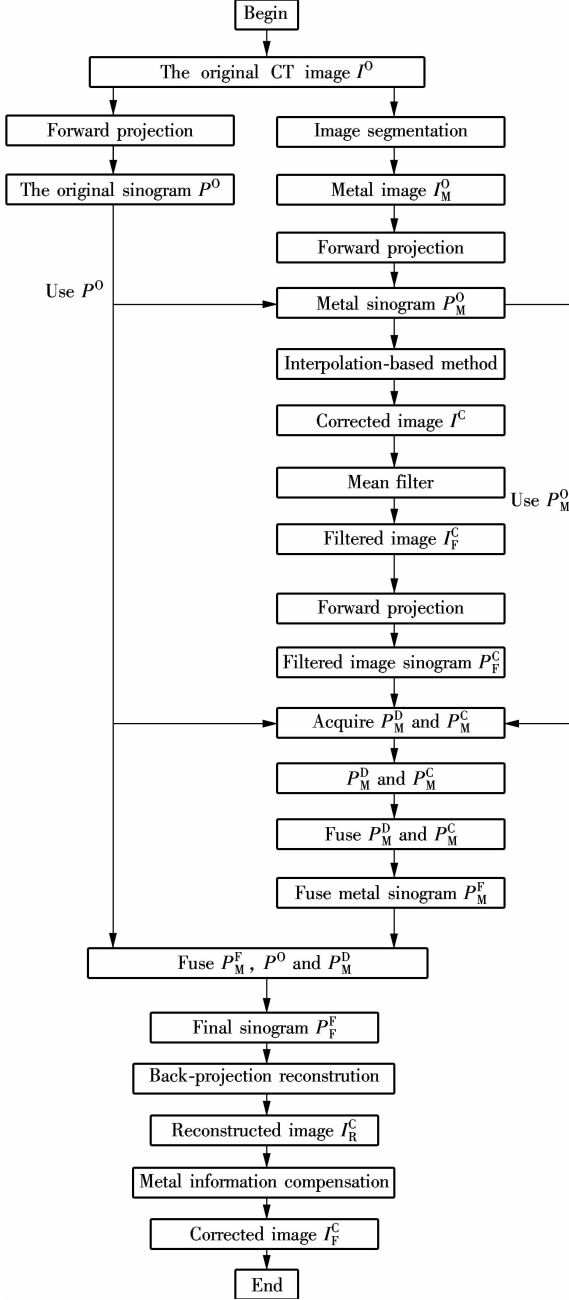 Begin
The original CT image I^O
Forward projection
Image segmentation
The original sinogram P^O
Metal image I_M^O
Forward projection
Use P^O
Metal sinogram P_M^O
Interpolation-based method
Corrected image I^C
Mean filter
Use P_M^O
Filtered image I_F^C
Forward projection
Filtered image sinogram P_F^C
Acquire P_M^D and P_M^C
P_M^D and P_M^C
Fuse P_M^D and P_M^C
Fuse metal sinogram P_M^F
Fuse P_M^F, P^O and P_M^D
Final sinogram P_F^F
Back-projection reconstrution
Reconstructed image I_R^C
Metal information compensation
Corrected image I_F^C
End